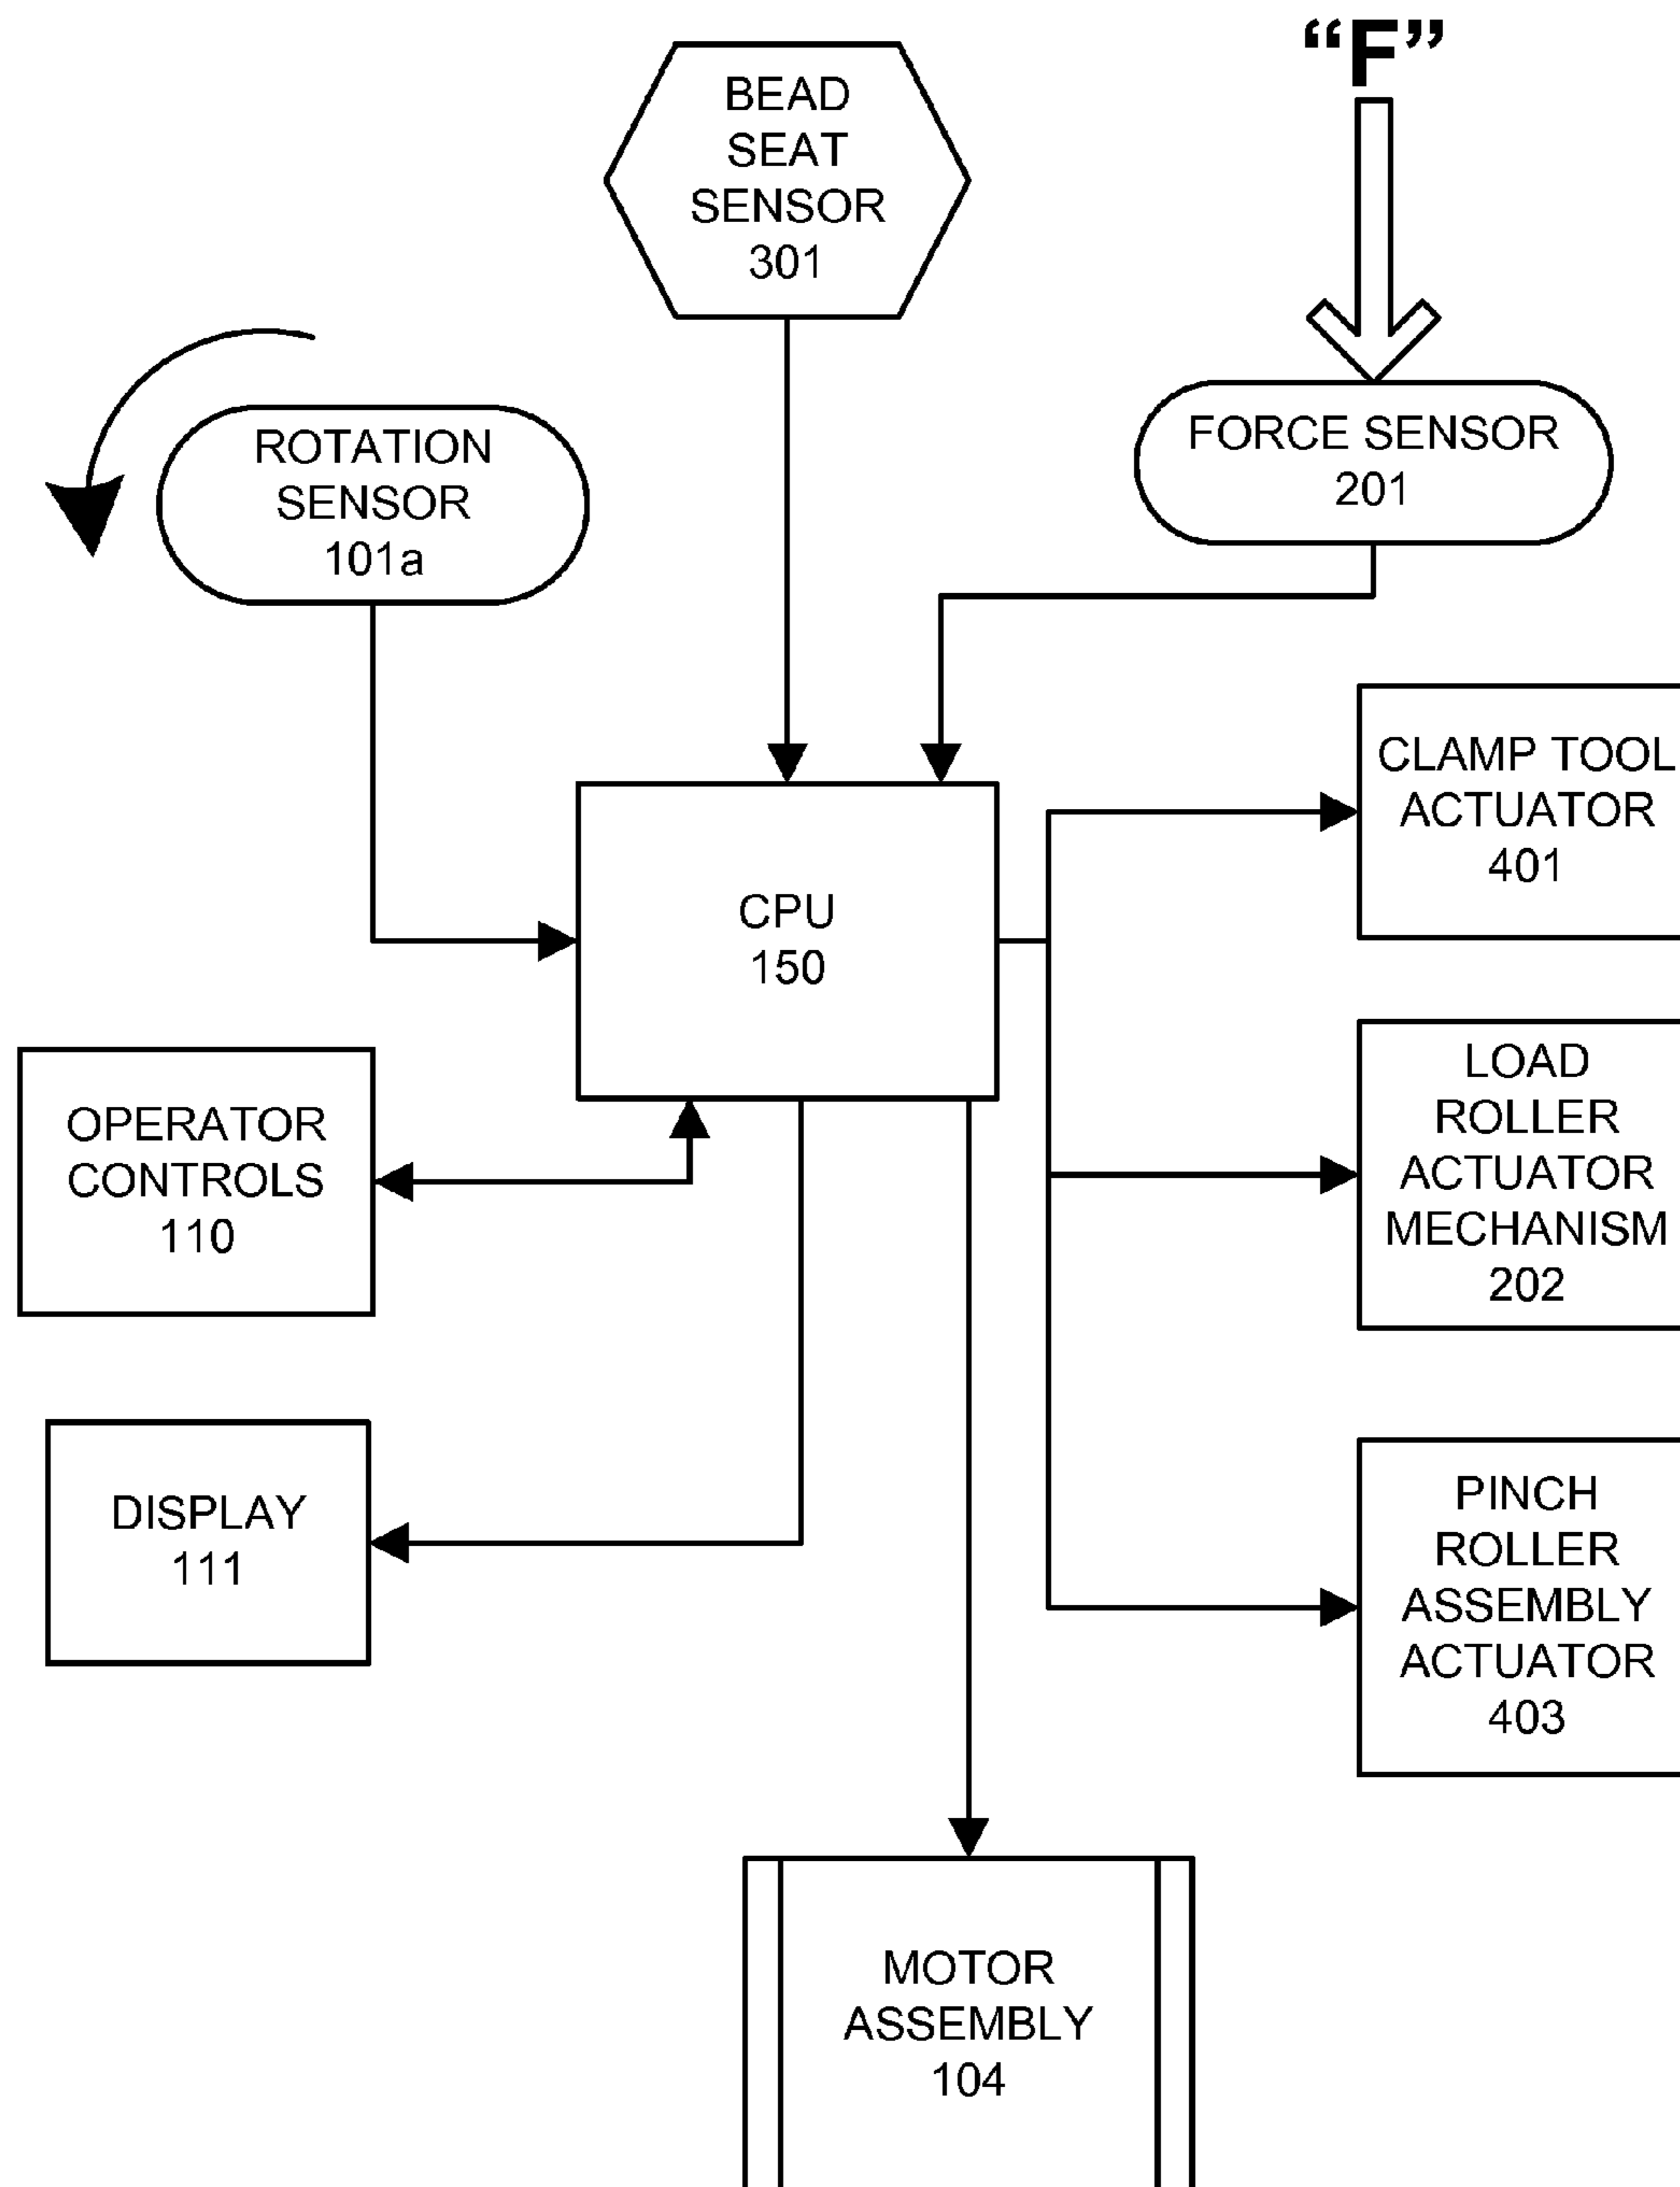 “F”
BEAD
SEAT
SENSOR
301
ROTATION
SENSOR
101a
FORCE SENSOR
201
CLAMP TOOL
ACTUATOR
401
CPU
150
LOAD
ROLLER
ACTUATOR
MECHANISM
202
OPERATOR
CONTROLS
110
DISPLAY
111
PINCH
ROLLER
ASSEMBLY
ACTUATOR
403
MOTOR
ASSEMBLY
104